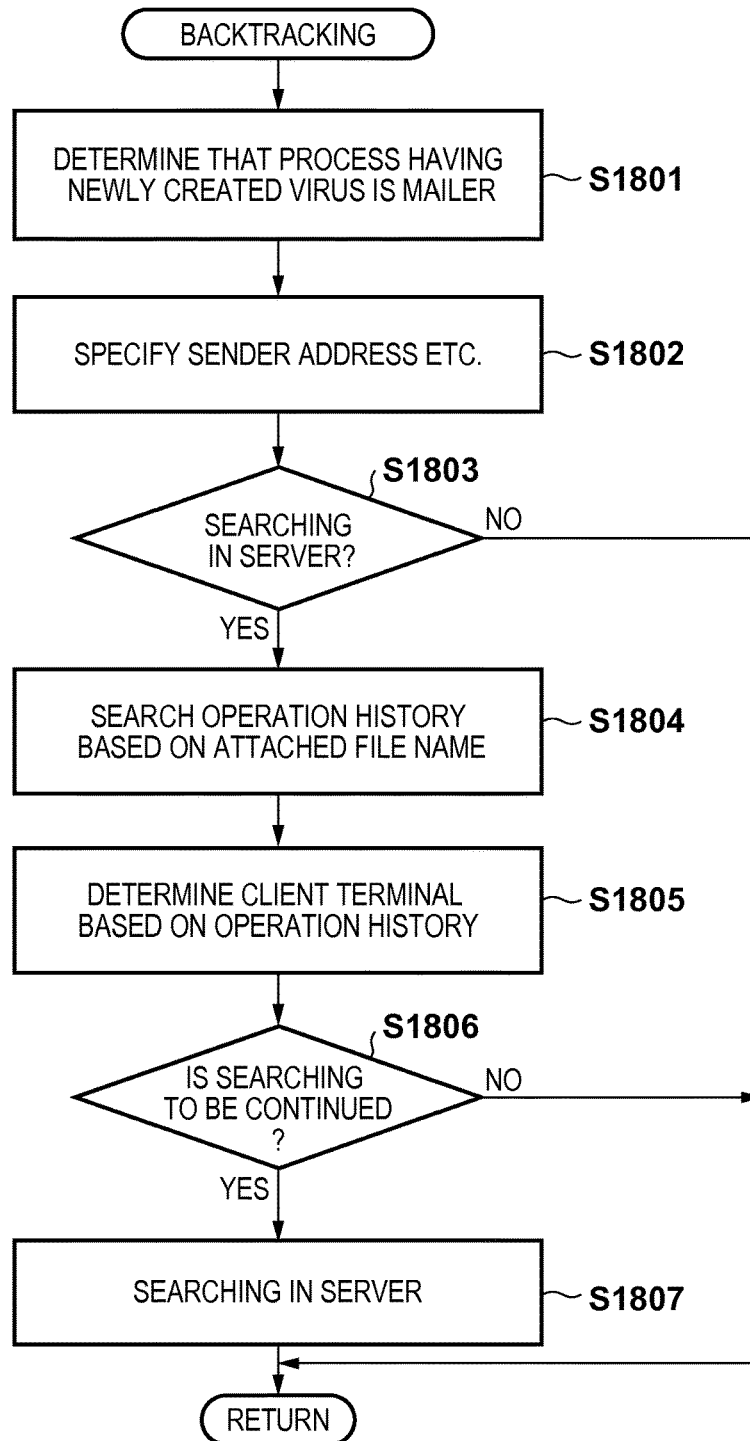 BACKTRACKING
DETERMINE THAT PROCESS HAVING
NEWLY CREATED VIRUS IS MAILER
S1801
SPECIFY SENDER ADDRESS ETC.
S1802
S1803
SEARCHING
IN SERVER?
NO
YES
SEARCH OPERATION HISTORY
BASED ON ATTACHED FILE NAME
S1804
DETERMINE CLIENT TERMINAL
BASED ON OPERATION HISTORY
S1805
S1806
IS SEARCHING
TO BE CONTINUED
?
NO
YES
SEARCHING IN SERVER
S1807
RETURN